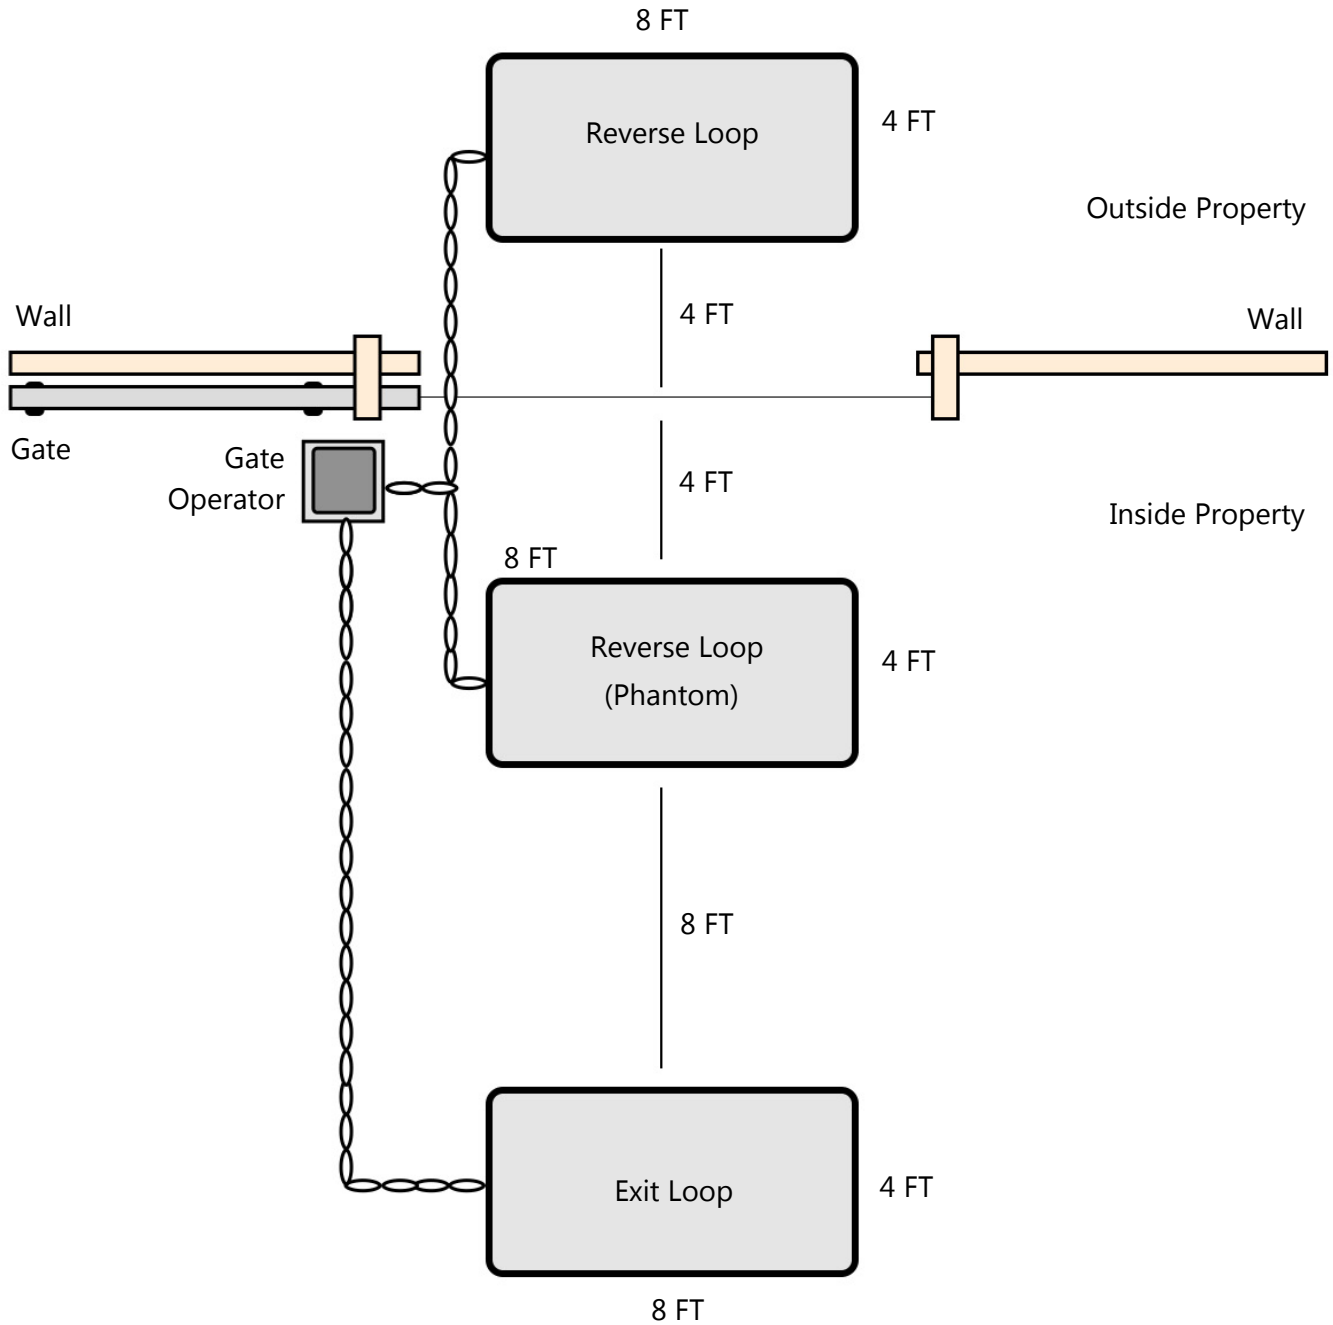 8 FT
Reverse Loop
4 FT
Outside Property
Wall
4 FT
Wall
Gate
Gate
Operator
4 FT
Inside Property
8 FT
Reverse Loop
(Phantom)
4 FT
8 FT
Exit Loop
4 FT
8 FT